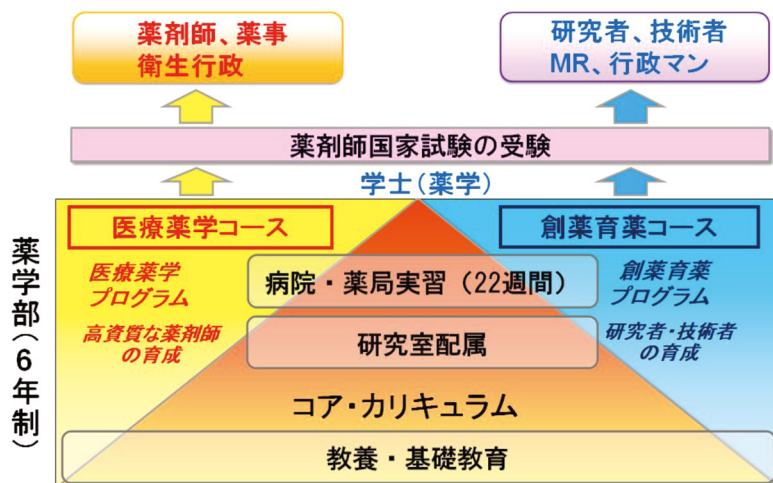 薬剤師、薬事
衛生行政
研究者、技術者
MR、行政マン
薬剤師国家試験の受験
学士(薬学)
薬学部(6年制)
医療薬学コース
創薬育薬コース
医療薬学
プログラム
病院・薬局実習(22週間)
創薬育薬
プログラム
高資質な薬剤師
の育成
研究室配属
研究者・技術者
の育成
コア・カリキュラム
教養・基礎教育